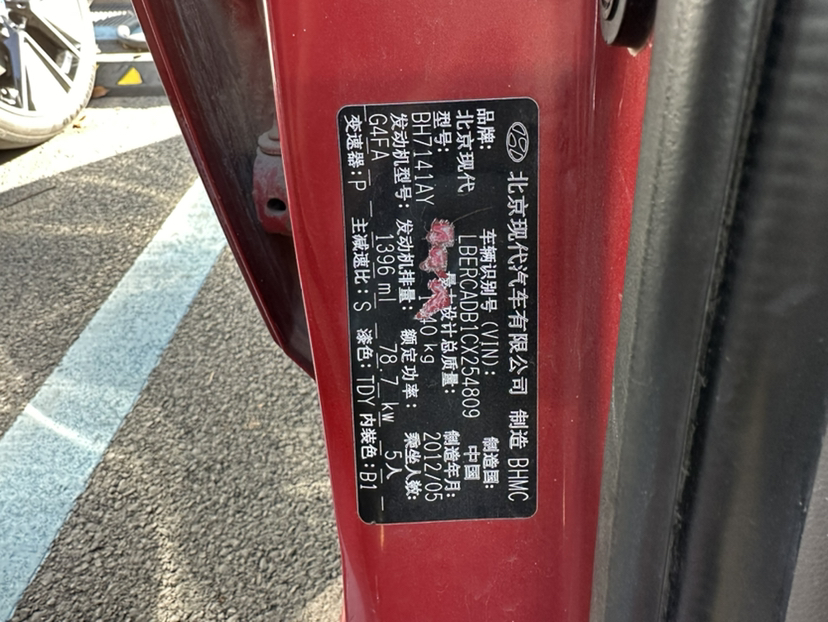 北京现代汽车有限公司 制造 BHMC
品牌: 车辆识别号 (VIN): 制造国:
北京现代 LBERCADB1CX254809 中国
型号: 设计总质量: 制造年月:
BH7141AY 40 kg 2012/05
发动机型号: 发动机排量: 额定功率: 乘坐人数:
G4FA 1396 ml 78.7 kw 5人
变速器: P 主减速比: S 漆色: TDY 内装色: B1